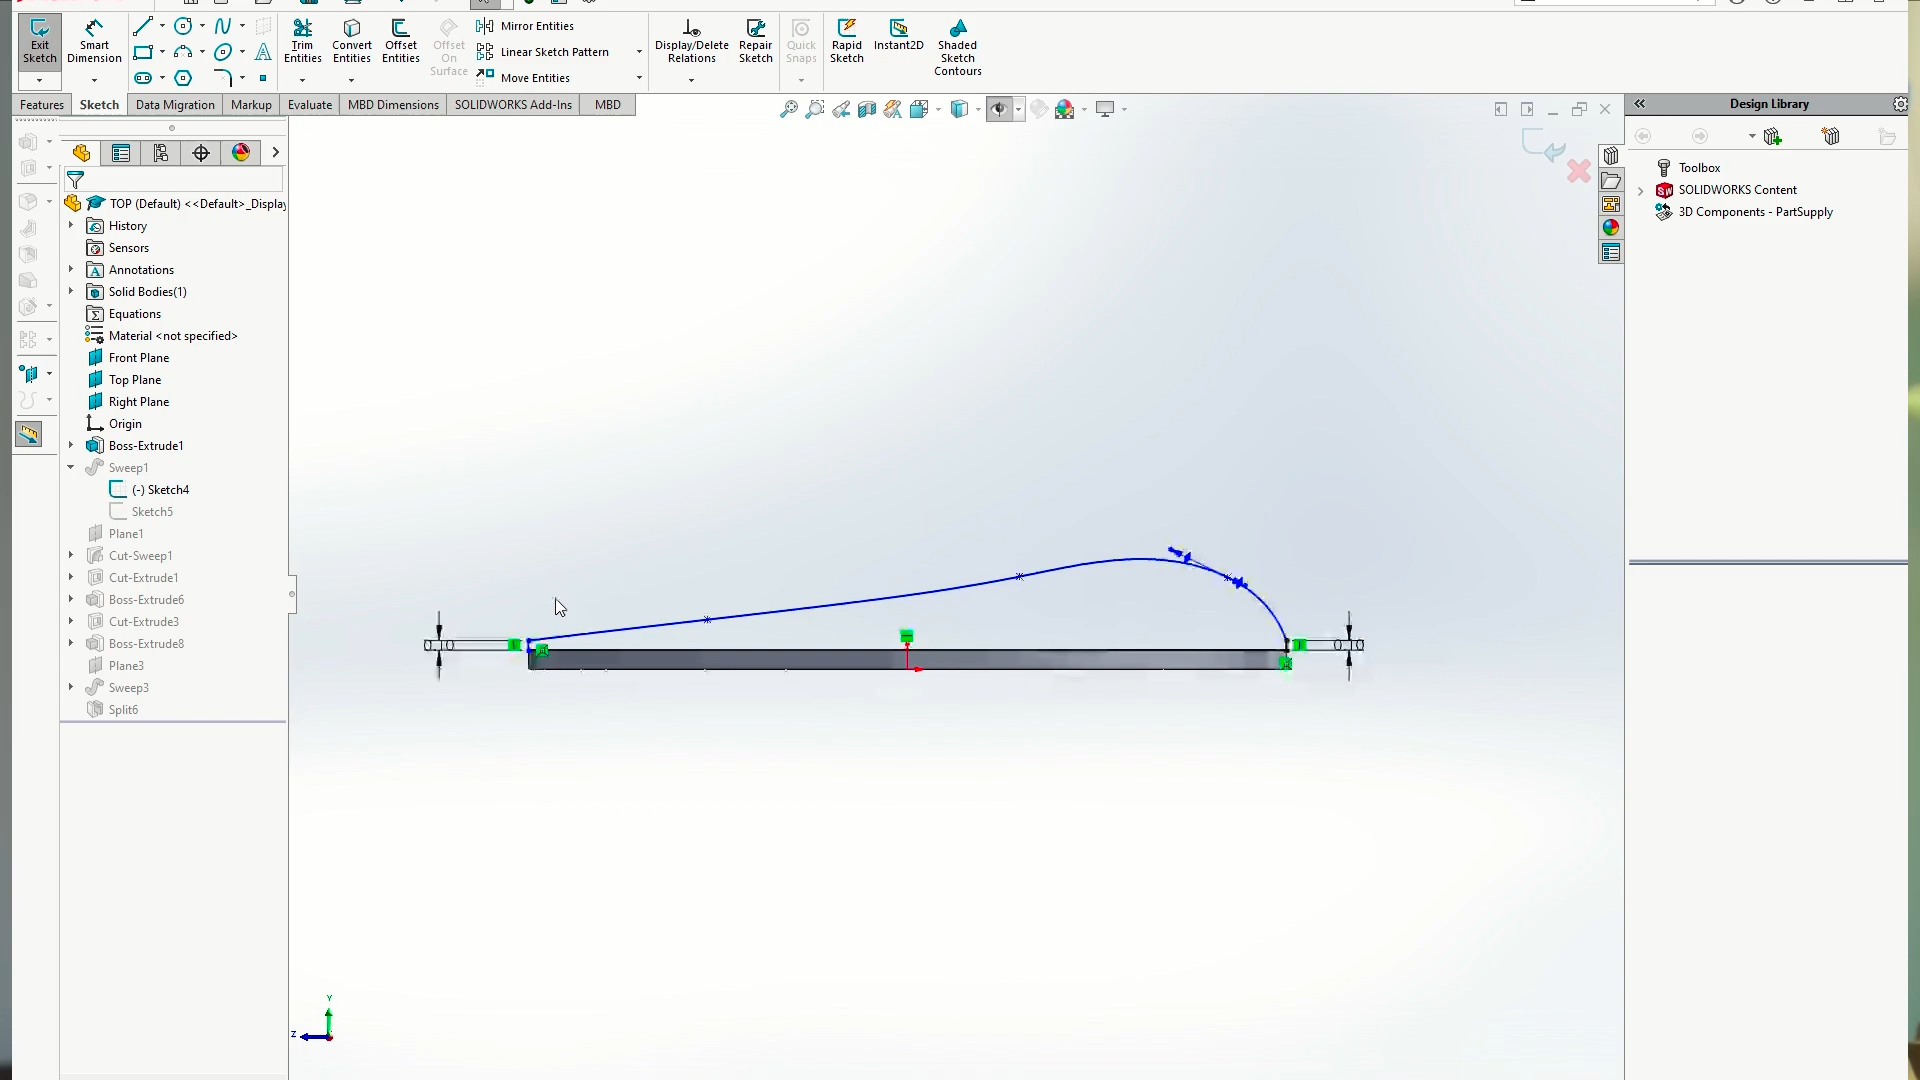 Exit Sketch
Smart Dimension
Trim Entities
Convert Entities
Offset Entities
Offset On Surface
Mirror Entities
Linear Sketch Pattern
Move Entities
Display/Delete Relations
Repair Sketch
Quick Snaps
Rapid Sketch
Instant2D
Shaded Sketch Contours
Features
Sketch
Data Migration
Markup
Evaluate
MBD Dimensions
SOLIDWORKS Add-Ins
MBD
Design Library
Toolbox
SOLIDWORKS Content
3D Components - PartSupply
TOP (Default) <<Default>_Display
History
Sensors
Annotations
Solid Bodies(1)
Equations
Material <not specified>
Front Plane
Top Plane
Right Plane
Origin
Boss-Extrude1
Sweep1
(-) Sketch4
Sketch5
Plane1
Cut-Sweep1
Cut-Extrude1
Boss-Extrude6
Cut-Extrude3
Boss-Extrude8
Plane3
Sweep3
Split6
Y
Z